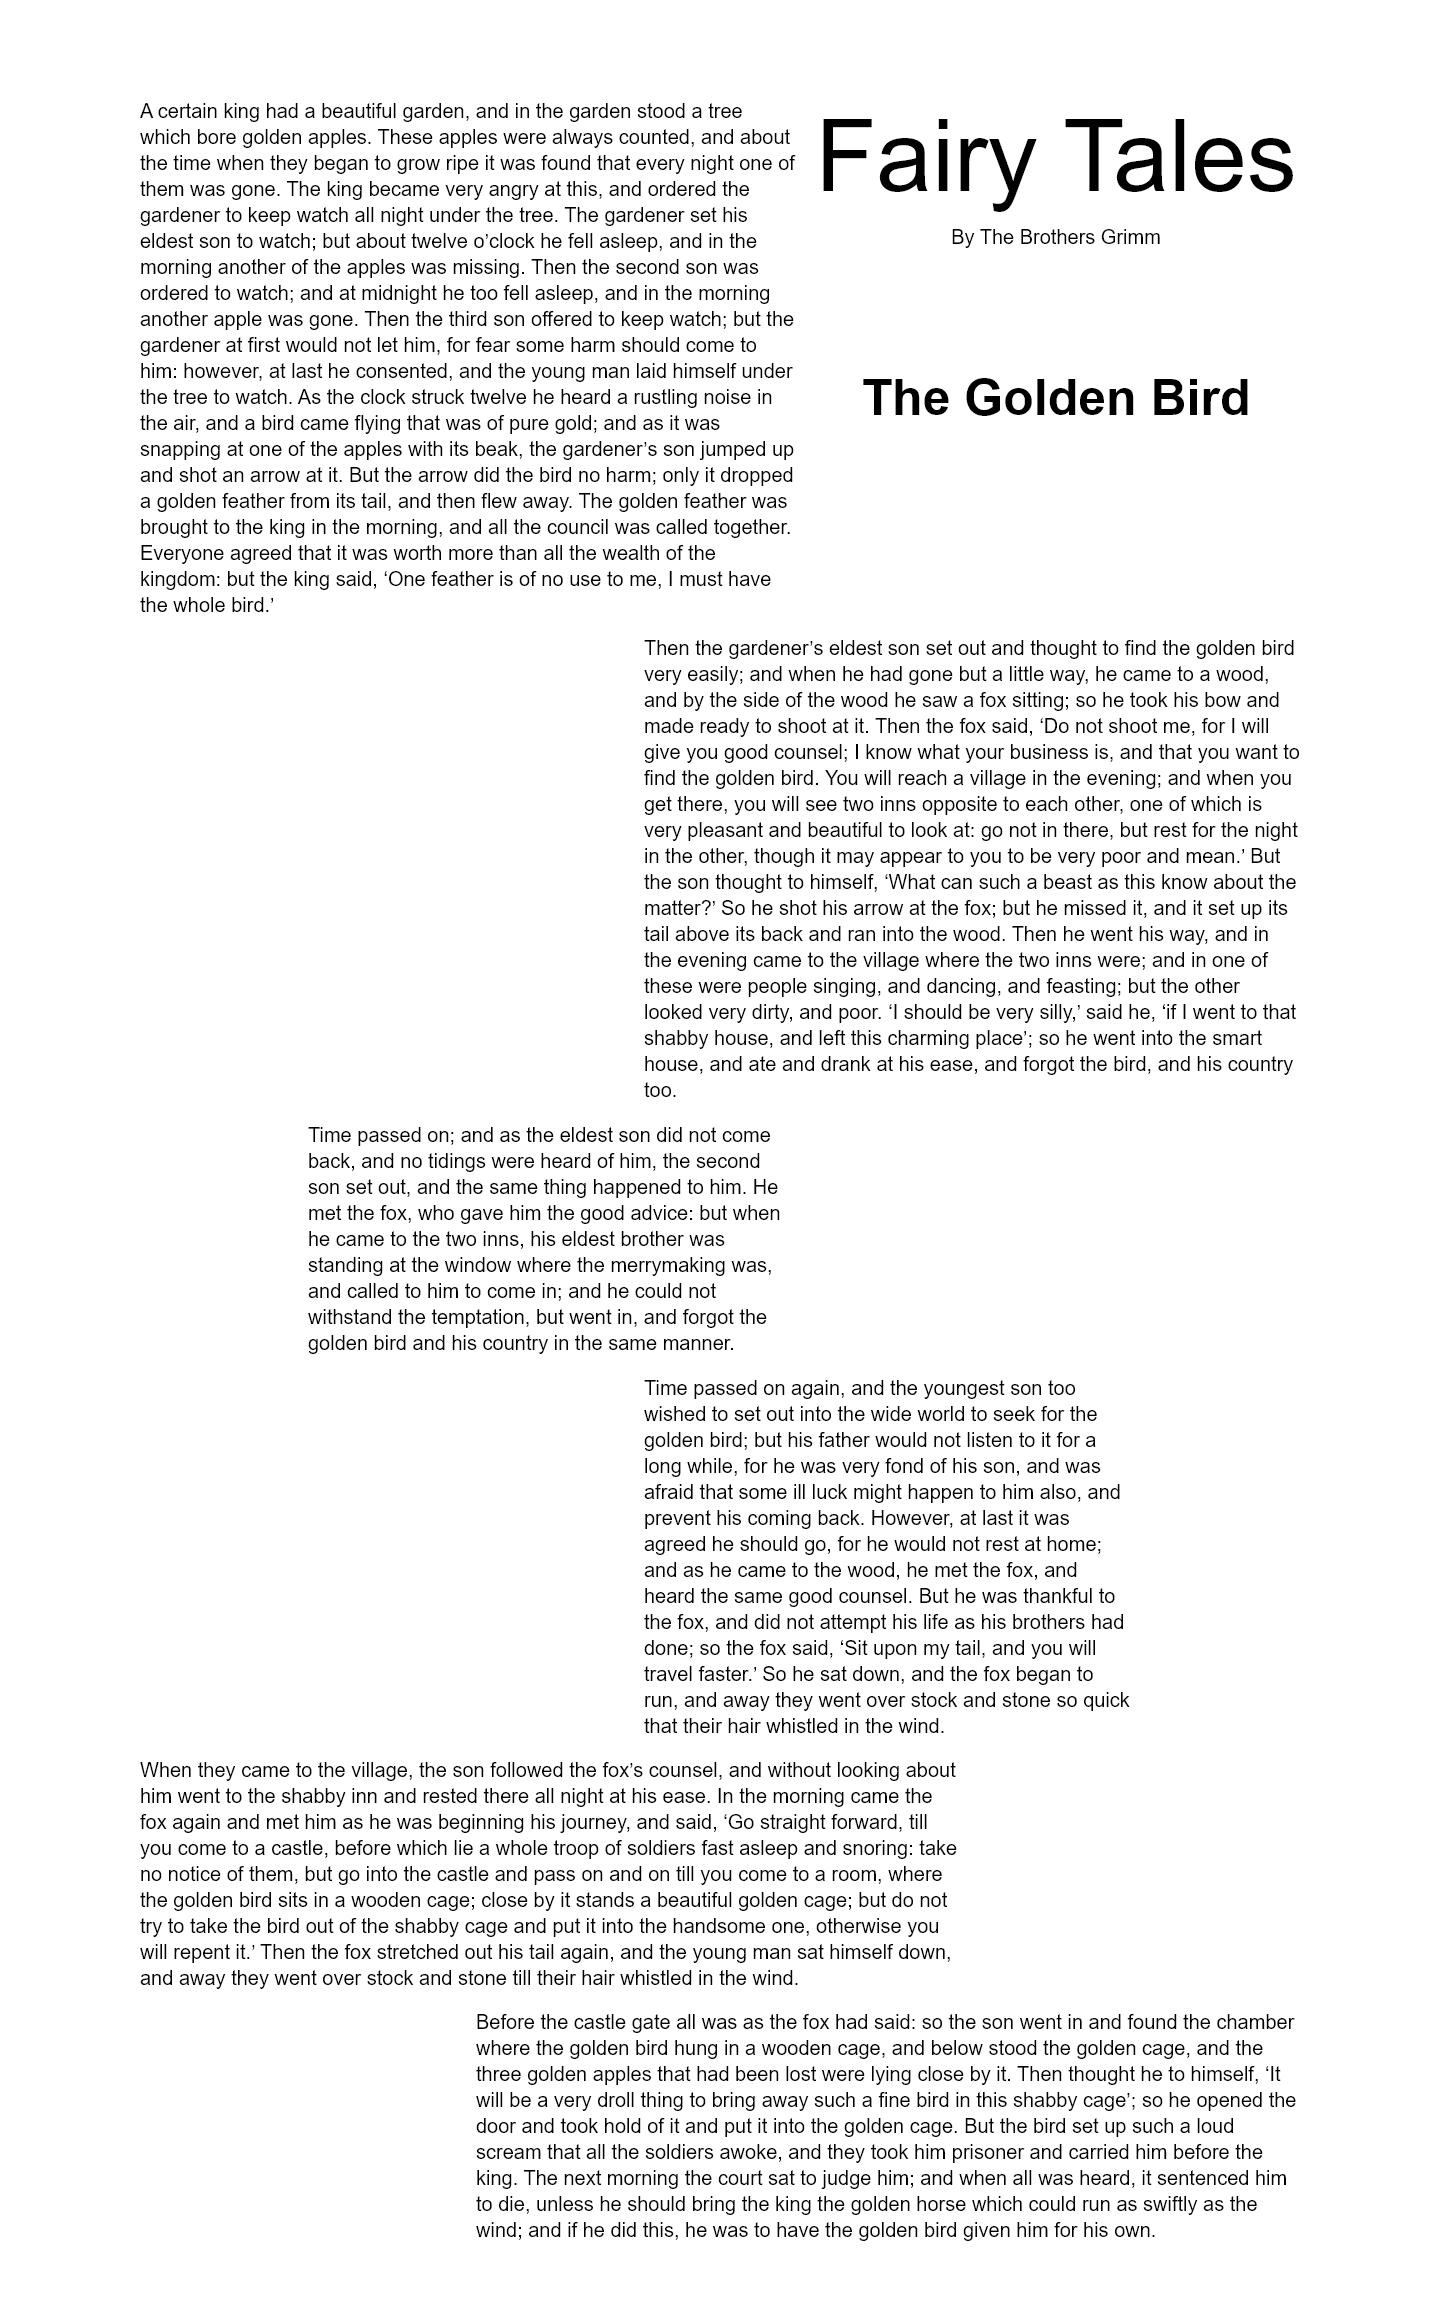 Fairy Tales
By The Brothers Grimm
The Golden Bird
A certain king had a beautiful garden, and in the garden stood a tree
which bore golden apples. These apples were always counted, and about
the time when they began to grow ripe it was found that every night one of
them was gone. The king became very angry at this, and ordered the
gardener to keep watch all night under the tree. The gardener set his
eldest son to watch; but about twelve o’clock he fell asleep, and in the
morning another of the apples was missing. Then the second son was
ordered to watch; and at midnight he too fell asleep, and in the morning
another apple was gone. Then the third son offered to keep watch; but the
gardener at first would not let him, for fear some harm should come to
him: however, at last he consented, and the young man laid himself under
the tree to watch. As the clock struck twelve he heard a rustling noise in
the air, and a bird came flying that was of pure gold; and as it was
snapping at one of the apples with its beak, the gardener’s son jumped up
and shot an arrow at it. But the arrow did the bird no harm; only it dropped
a golden feather from its tail, and then flew away. The golden feather was
brought to the king in the morning, and all the council was called together.
Everyone agreed that it was worth more than all the wealth of the
kingdom: but the king said, ‘One feather is of no use to me, I must have
the whole bird.’
Then the gardener’s eldest son set out and thought to find the golden bird
very easily; and when he had gone but a little way, he came to a wood,
and by the side of the wood he saw a fox sitting; so he took his bow and
made ready to shoot at it. Then the fox said, ‘Do not shoot me, for I will
give you good counsel; I know what your business is, and that you want to
find the golden bird. You will reach a village in the evening; and when you
get there, you will see two inns opposite to each other, one of which is
very pleasant and beautiful to look at: go not in there, but rest for the night
in the other, though it may appear to you to be very poor and mean.’ But
the son thought to himself, ‘What can such a beast as this know about the
matter?’ So he shot his arrow at the fox; but he missed it, and it set up its
tail above its back and ran into the wood. Then he went his way, and in
the evening came to the village where the two inns were; and in one of
these were people singing, and dancing, and feasting; but the other
looked very dirty, and poor. ‘I should be very silly,’ said he, ‘if I went to that
shabby house, and left this charming place’; so he went into the smart
house, and ate and drank at his ease, and forgot the bird, and his country
too.
Time passed on; and as the eldest son did not come
back, and no tidings were heard of him, the second
son set out, and the same thing happened to him. He
met the fox, who gave him the good advice: but when
he came to the two inns, his eldest brother was
standing at the window where the merrymaking was,
and called to him to come in; and he could not
withstand the temptation, but went in, and forgot the
golden bird and his country in the same manner.
Time passed on again, and the youngest son too
wished to set out into the wide world to seek for the
golden bird; but his father would not listen to it for a
long while, for he was very fond of his son, and was
afraid that some ill luck might happen to him also, and
prevent his coming back. However, at last it was
agreed he should go, for he would not rest at home;
and as he came to the wood, he met the fox, and
heard the same good counsel. But he was thankful to
the fox, and did not attempt his life as his brothers had
done; so the fox said, ‘Sit upon my tail, and you will
travel faster.’ So he sat down, and the fox began to
run, and away they went over stock and stone so quick
that their hair whistled in the wind.
When they came to the village, the son followed the fox’s counsel, and without looking about
him went to the shabby inn and rested there all night at his ease. In the morning came the
fox again and met him as he was beginning his journey, and said, ‘Go straight forward, till
you come to a castle, before which lie a whole troop of soldiers fast asleep and snoring: take
no notice of them, but go into the castle and pass on and on till you come to a room, where
the golden bird sits in a wooden cage; close by it stands a beautiful golden cage; but do not
try to take the bird out of the shabby cage and put it into the handsome one, otherwise you
will repent it.’ Then the fox stretched out his tail again, and the young man sat himself down,
and away they went over stock and stone till their hair whistled in the wind.
Before the castle gate all was as the fox had said: so the son went in and found the chamber
where the golden bird hung in a wooden cage, and below stood the golden cage, and the
three golden apples that had been lost were lying close by it. Then thought he to himself, ‘It
will be a very droll thing to bring away such a fine bird in this shabby cage’; so he opened the
door and took hold of it and put it into the golden cage. But the bird set up such a loud
scream that all the soldiers awoke, and they took him prisoner and carried him before the
king. The next morning the court sat to judge him; and when all was heard, it sentenced him
to die, unless he should bring the king the golden horse which could run as swiftly as the
wind; and if he did this, he was to have the golden bird given him for his own.